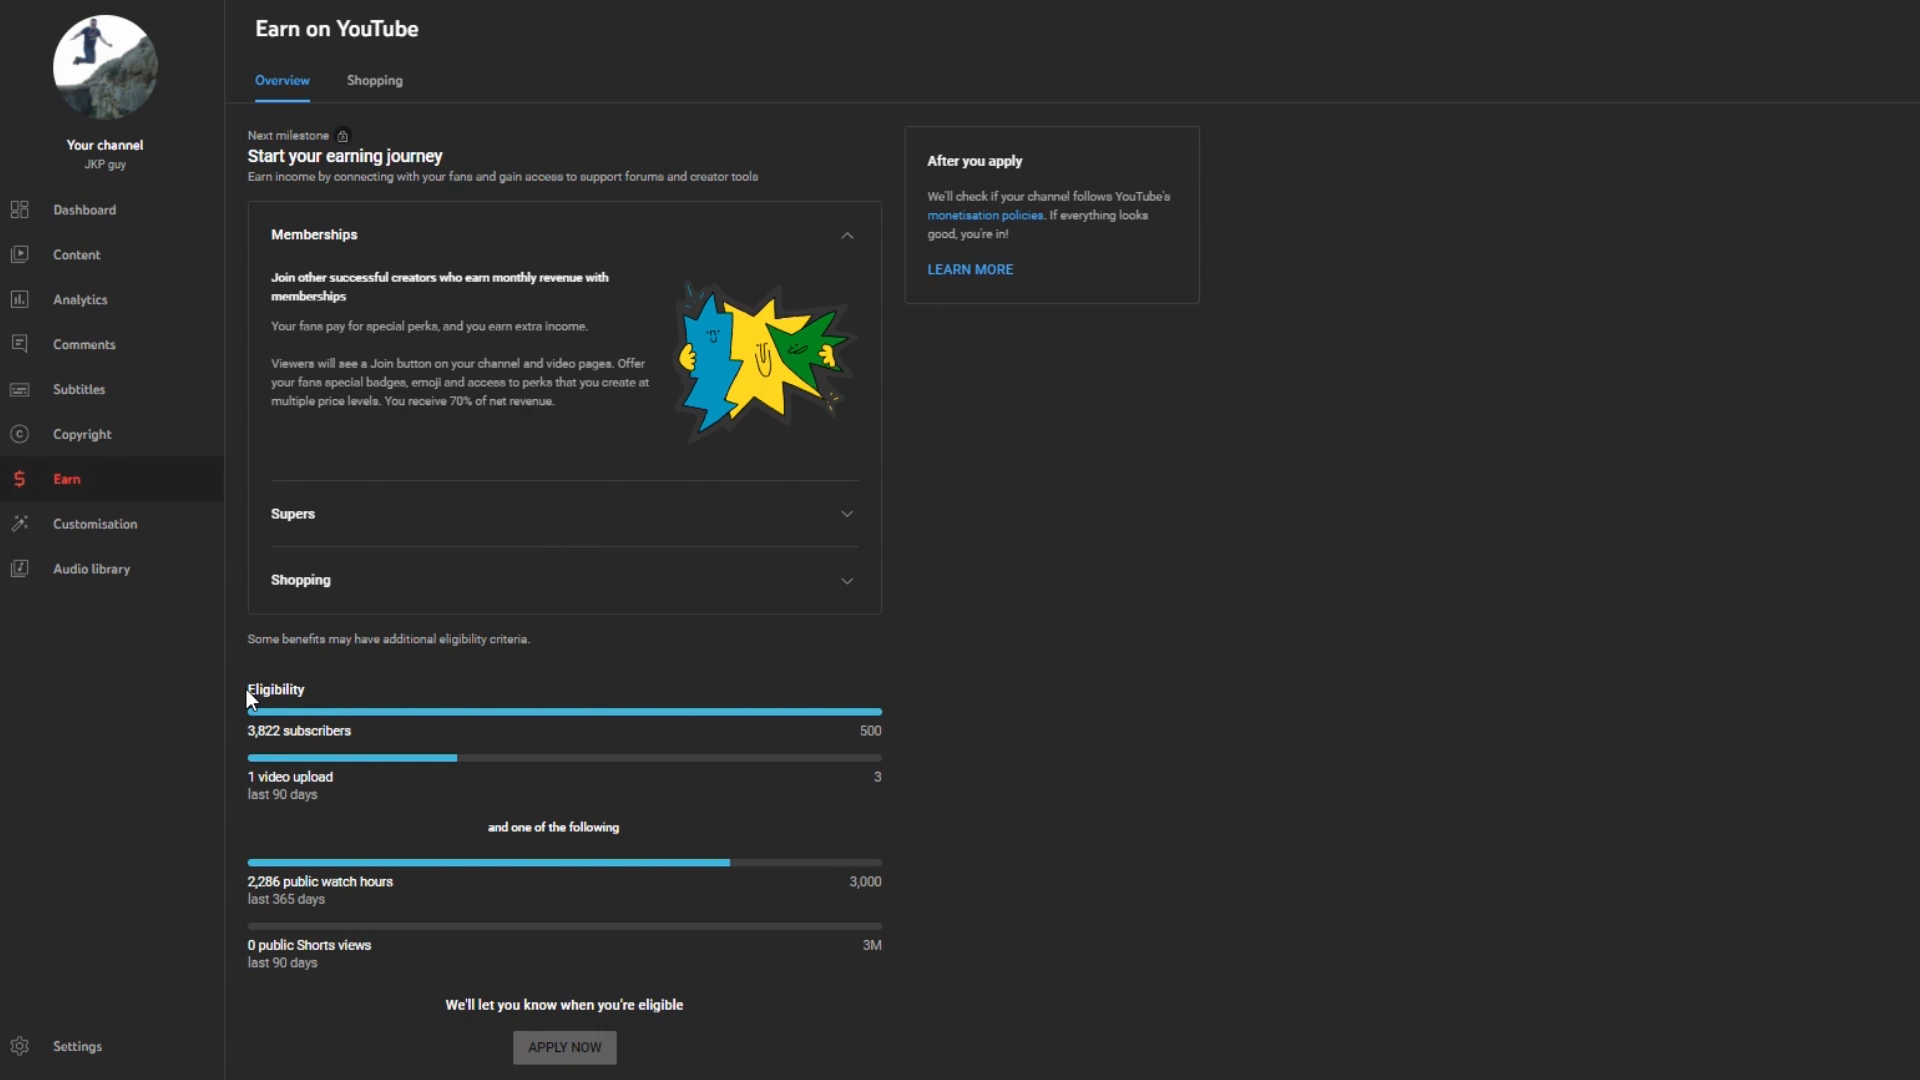 Your channel
JKP guy
Dashboard
Content
Analytics
Comments
Subtitles
Copyright
Earn
Customisation
Audio library
Settings
Earn on YouTube
Overview
Shopping
Next milestone
Start your earning journey
Earn income by connecting with your fans and gain access to support forums and creator tools
Memberships
Join other successful creators who earn monthly revenue with
memberships
Your fans pay for special perks, and you earn extra income.
Viewers will see a Join button on your channel and video pages. Offer
your fans special badges, emoji and access to perks that you create at
multiple price levels. You receive 70% of net revenue.
Supers
Shopping
Some benefits may have additional eligibility criteria.
Eligibility
3,822 subscribers 500
1 video upload 3
last 90 days
and one of the following
2,286 public watch hours 3,000
last 365 days
0 public Shorts views 3M
last 90 days
We'll let you know when you're eligible
APPLY NOW
After you apply
We'll check if your channel follows YouTube's
monetisation policies. If everything looks
good, you're in!
LEARN MORE